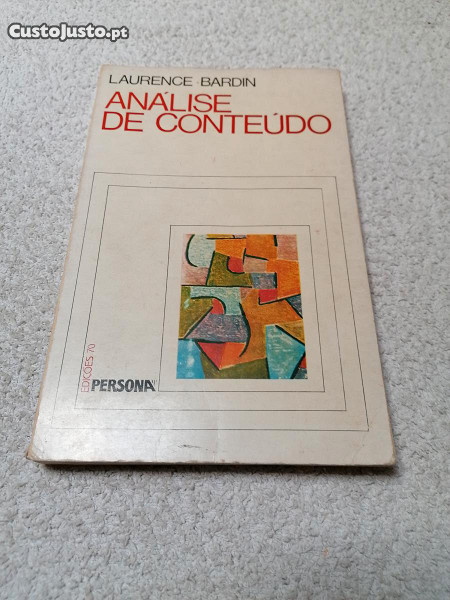 CustoJusto.pt
LAURENCE BARDIN
ANÁLISE
DE CONTEÚDO
EDIÇÕES 70
PERSONA